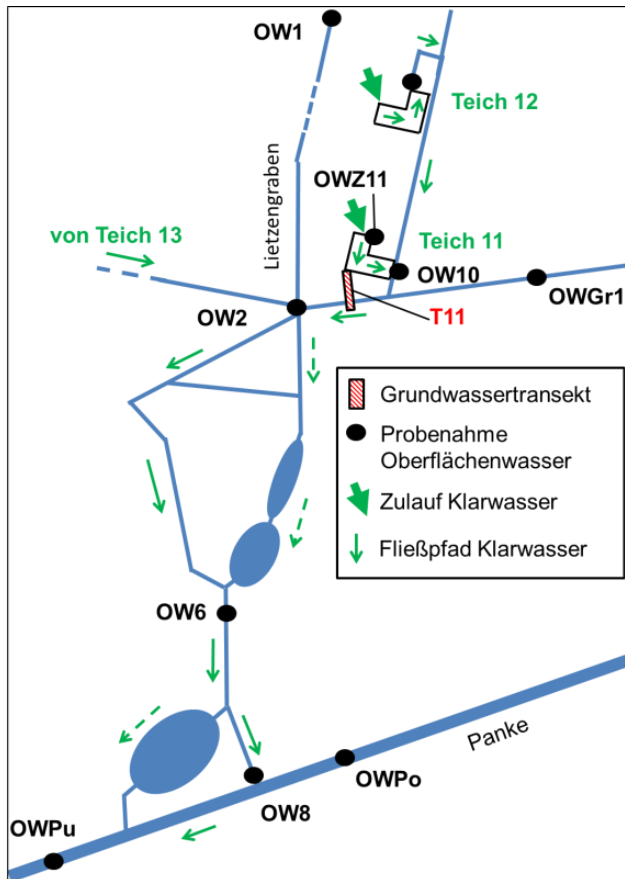 OW1
Teich 12
Lietzengraben
OWZ11
von Teich 13
Teich 11
OW10
OWGr1
OW2
T11
Grundwassertransekt
Probenahme
Oberflächenwasser
Zulauf Klarwasser
Fließpfad Klarwasser
OW6
Panke
OWPo
OW8
OWPu